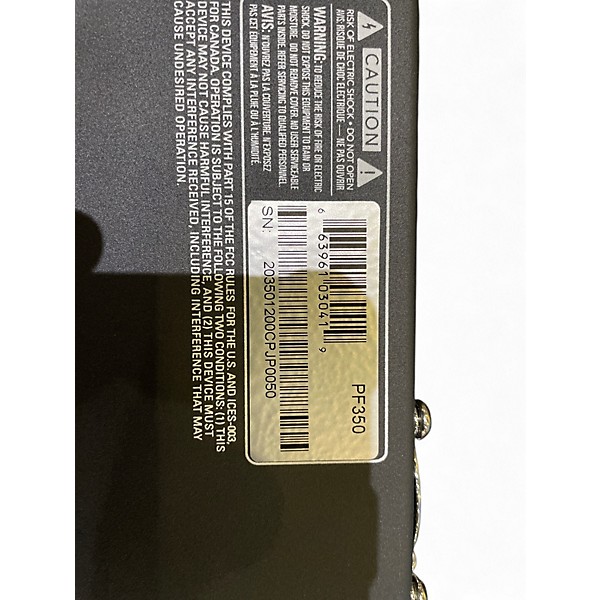 RISK OF ELECTRIC SHOCK • DO NOT OPEN
AVIS: RISQUE DE CHOC ELECTRIQUE — NE PAS OUVRIR
CAUTION
WARNING: TO REDUCE THE RISK OF FIRE OR ELECTRIC
SHOCK, DO NOT EXPOSE THIS EQUIPMENT TO RAIN OR
MOISTURE. DO NOT REMOVE COVER. NO USER SERVICEABLE
PARTS INSIDE. REFER SERVICING TO QUALIFIED PERSONNEL
AVIS: N'OUVREZ PAS LA COUVERTURE. N'EXPOSEZ
PAS CET ÉQUIPEMENT À LA PLUIE OU À L'HUMIDITÉ.
THIS DEVICE COMPLIES WITH PART 15 OF THE FCC RULES FOR THE U.S. AND ICES-003,
FOR CANADA. OPERATION IS SUBJECT TO THE FOLLOWING TWO CONDITIONS: (1) THIS
DEVICE MAY NOT CAUSE HARMFUL INTERFERENCE, AND (2) THIS DEVICE MUST
ACCEPT ANY INTERFERENCE RECEIVED, INCLUDING INTERFERENCE THAT MAY
CAUSE UNDESIRED OPERATION.
PF350
6 63961 03041 9
SN: 203501200CPJP0050